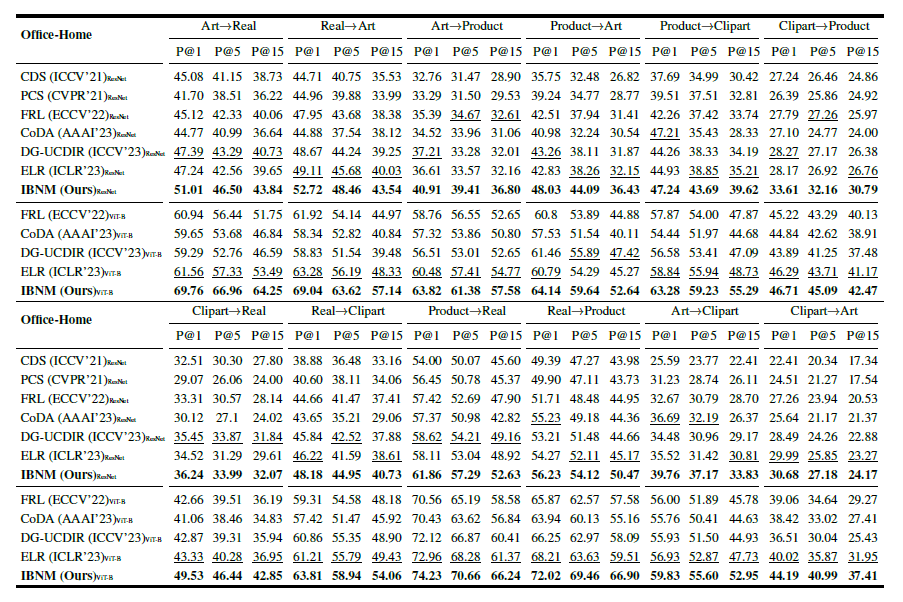 Office-Home Art→Real Real→Art Art→Product Product→Art Product→Clipart Clipart→Product
P@1 P@5 P@15 P@1 P@5 P@15 P@1 P@5 P@15 P@1 P@5 P@15 P@1 P@5 P@15 P@1 P@5 P@15
CDS (ICCV'21)ResNet 45.08 41.15 38.73 44.71 40.75 35.53 32.76 31.47 28.90 35.75 32.48 26.82 37.69 34.99 30.42 27.24 26.46 24.86
PCS (CVPR'21)ResNet 41.70 38.51 36.22 44.96 39.88 33.99 33.29 31.50 29.53 39.24 34.77 28.77 39.51 37.51 32.81 26.39 25.86 24.92
FRL (ECCV'22)ResNet 45.12 42.33 40.06 47.95 43.68 38.38 35.39 34.67 32.61 42.51 37.94 31.41 42.26 37.42 33.74 27.79 27.26 25.97
CoDA (AAAI'23)ResNet 44.77 40.99 36.64 44.88 37.54 38.12 34.52 33.96 31.06 40.98 32.24 30.54 47.21 35.43 28.33 27.10 24.77 24.00
DG-UCDIR (ICCV'23)ResNet 47.39 43.29 40.73 48.67 44.24 39.25 37.21 33.28 32.01 43.26 38.11 31.87 44.26 38.33 34.19 28.27 27.17 26.38
ELR (ICLR'23)ResNet 47.24 42.56 39.65 49.11 45.68 40.03 36.61 33.57 32.16 42.83 38.26 32.15 44.93 38.85 35.21 28.17 26.92 26.76
IBNM (Ours)ResNet 51.01 46.50 43.84 52.72 48.46 43.54 40.91 39.41 36.80 48.03 44.09 36.43 47.24 43.69 39.62 33.61 32.16 30.79
FRL (ECCV'22)ViT-B 60.94 56.44 51.75 61.92 54.14 44.97 58.76 56.55 52.65 60.8 53.89 44.88 57.87 54.00 47.87 45.22 43.29 40.13
CoDA (AAAI'23)ViT-B 59.65 53.68 46.84 58.34 52.82 40.84 57.32 53.86 50.80 57.53 51.54 40.11 54.44 51.97 44.68 44.84 42.62 38.91
DG-UCDIR (ICCV'23)ViT-B 59.29 52.76 46.59 58.83 51.54 39.48 56.51 53.01 52.65 61.46 55.89 47.42 56.58 53.41 47.09 43.89 41.25 37.48
ELR (ICLR'23)ViT-B 61.56 57.33 53.49 63.28 56.19 48.33 60.48 57.41 54.77 60.79 54.29 45.27 58.84 55.94 48.73 46.29 43.71 41.17
IBNM (Ours)ViT-B 69.76 66.96 64.25 69.04 63.62 57.14 63.82 61.38 57.58 64.14 59.64 52.64 63.28 59.23 55.29 46.71 45.09 42.47
Office-Home Clipart→Real Real→Clipart Product→Real Real→Product Art→Clipart Clipart→Art
P@1 P@5 P@15 P@1 P@5 P@15 P@1 P@5 P@15 P@1 P@5 P@15 P@1 P@5 P@15 P@1 P@5 P@15
CDS (ICCV'21)ResNet 32.51 30.30 27.80 38.88 36.48 33.16 54.00 50.07 45.60 49.39 47.27 43.98 25.59 23.77 22.41 22.41 20.34 17.34
PCS (CVPR'21)ResNet 29.07 26.06 24.00 40.60 38.11 34.06 56.45 50.78 45.37 49.90 47.11 43.73 31.23 28.74 26.11 24.51 21.27 17.54
FRL (ECCV'22)ResNet 33.31 30.57 28.14 44.66 41.47 37.41 57.42 52.69 47.90 51.71 48.48 44.95 32.67 30.79 28.70 27.26 23.94 20.53
CoDA (AAAI'23)ResNet 30.12 27.1 24.02 43.65 35.21 29.06 57.37 50.98 42.82 55.23 49.18 44.36 36.69 32.19 26.37 25.64 21.17 21.37
DG-UCDIR (ICCV'23)ResNet 35.45 33.87 31.84 45.84 42.52 37.88 58.62 54.21 49.16 53.21 51.48 44.66 34.48 30.96 29.17 28.49 24.26 22.88
ELR (ICLR'23)ResNet 34.52 31.29 29.61 46.22 41.59 38.61 58.11 53.04 48.92 54.27 52.11 45.17 35.52 31.42 30.81 29.99 25.85 23.27
IBNM (Ours)ResNet 36.24 33.99 32.07 48.18 44.95 40.73 61.86 57.29 52.63 56.23 54.12 50.47 39.76 37.17 33.83 30.68 27.18 24.17
FRL (ECCV'22)ViT-B 42.66 39.51 36.19 59.31 54.58 48.18 70.56 65.19 58.58 65.87 62.57 57.58 56.00 51.89 45.78 39.06 34.64 29.27
CoDA (AAAI'23)ViT-B 41.06 38.46 34.83 57.42 51.47 45.92 70.43 63.62 56.84 63.94 60.13 55.16 55.76 50.41 44.63 38.42 33.02 27.41
DG-UCDIR (ICCV'23)ViT-B 42.87 39.31 35.94 60.86 55.35 48.90 72.12 66.87 60.41 66.25 62.97 58.09 55.93 51.50 44.93 36.51 30.04 25.43
ELR (ICLR'23)ViT-B 43.33 40.28 36.95 61.21 55.79 49.43 72.96 68.28 61.37 68.21 63.63 59.51 56.93 52.87 47.73 40.02 35.87 31.95
IBNM (Ours)ViT-B 49.53 46.44 42.85 63.81 58.94 54.06 74.23 70.66 66.24 72.02 69.46 66.90 59.83 55.60 52.95 44.19 40.99 37.41